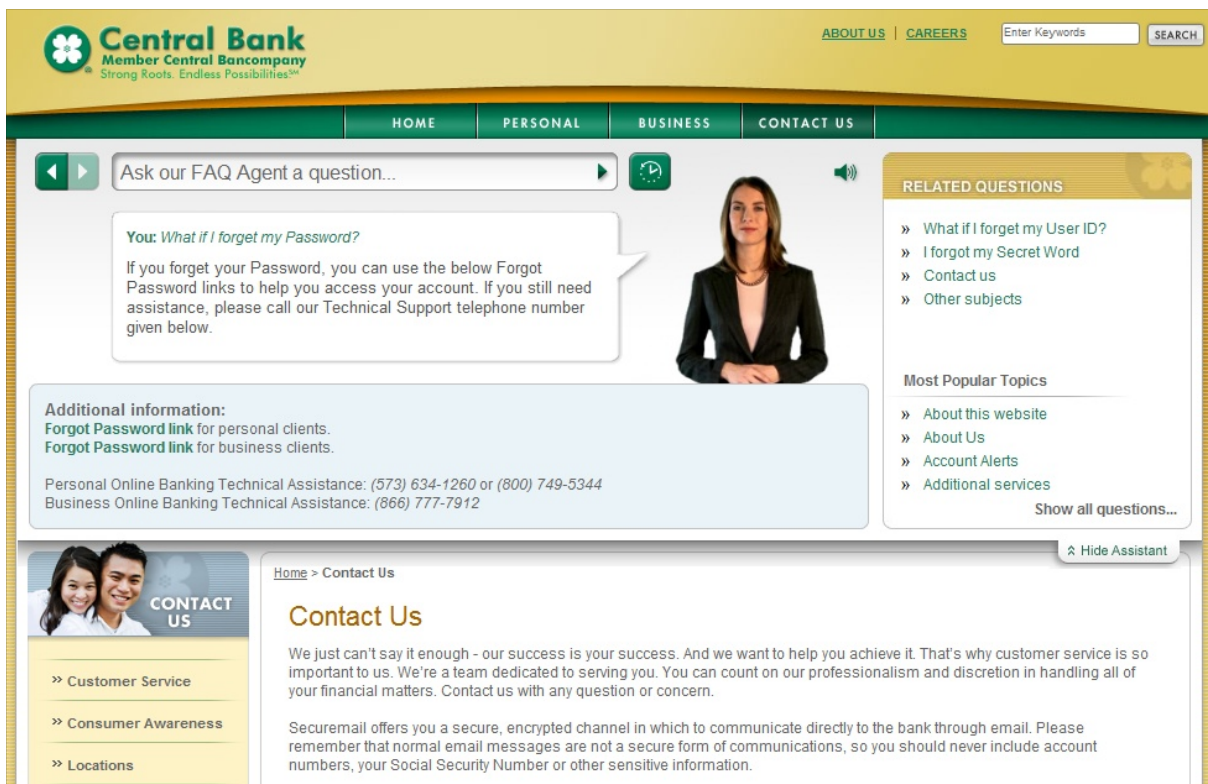 Central Bank
Member Central Bancompany
Strong Roots. Endless Possibilities℠
ABOUT US | CAREERS
Enter Keywords
SEARCH
HOME
PERSONAL
BUSINESS
CONTACT US
Ask our FAQ Agent a question...
You: What if I forget my Password?
If you forget your Password, you can use the below Forgot
Password links to help you access your account. If you still need
assistance, please call our Technical Support telephone number
given below.
Additional information:
Forgot Password link for personal clients.
Forgot Password link for business clients.
Personal Online Banking Technical Assistance: (573) 634-1260 or (800) 749-5344
Business Online Banking Technical Assistance: (866) 777-7912
RELATED QUESTIONS
» What if I forget my User ID?
» I forgot my Secret Word
» Contact us
» Other subjects
Most Popular Topics
» About this website
» About Us
» Account Alerts
» Additional services
Show all questions...
Hide Assistant
CONTACT
US
» Customer Service
» Consumer Awareness
» Locations
Home > Contact Us
Contact Us
We just can't say it enough - our success is your success. And we want to help you achieve it. That's why customer service is so
important to us. We're a team dedicated to serving you. You can count on our professionalism and discretion in handling all of
your financial matters. Contact us with any question or concern.
Securemail offers you a secure, encrypted channel in which to communicate directly to the bank through email. Please
remember that normal email messages are not a secure form of communications, so you should never include account
numbers, your Social Security Number or other sensitive information.